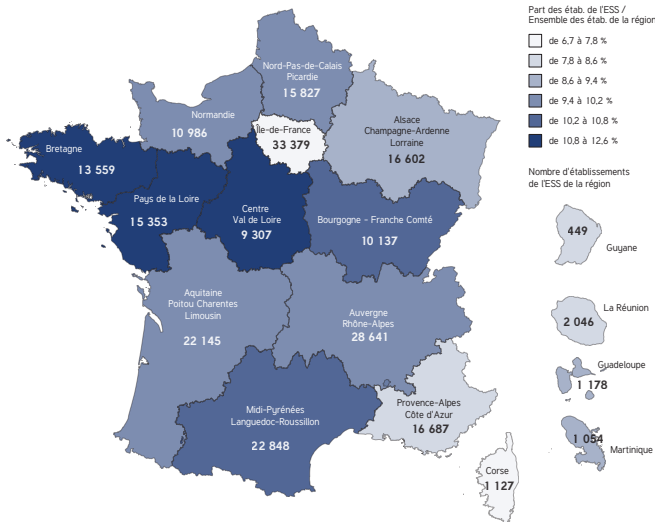 Part des étab. de l'ESS /
Ensemble des étab. de la région
de 6,7 à 7,8 %
de 7,8 à 8,6 %
de 8,6 à 9,4 %
de 9,4 à 10,2 %
de 10,2 à 10,8 %
de 10,8 à 12,6 %
Nombre d'établissements
de l'ESS de la région
Nord-Pas-de-Calais
Picardie
15 827
Normandie
10 986
Île-de-France
33 379
Alsace
Champagne-Ardenne
Lorraine
16 602
Bretagne
13 559
Pays de la Loire
15 353
Centre
Val de Loire
9 307
Bourgogne - Franche Comté
10 137
Aquitaine
Poitou Charentes
Limousin
22 145
Auvergne
Rhône-Alpes
28 641
Midi-Pyrénées
Languedoc-Roussillon
22 848
Provence-Alpes
Côte d'Azur
16 687
Corse
1 127
449
Guyane
La Réunion
2 046
Guadeloupe
1 178
1 054
Martinique